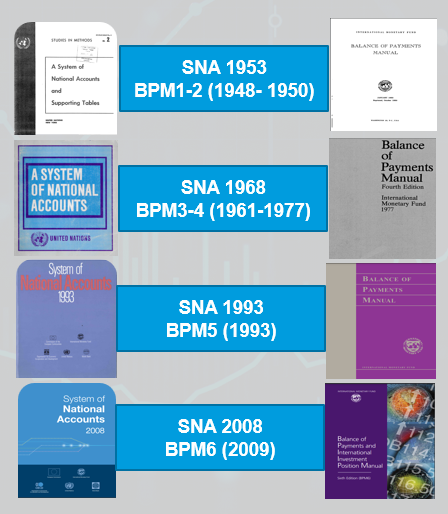 STUDIES IN METHODS
A System of
National Accounts
and
Supporting Tables
SNA 1953
BPM1-2 (1948- 1950)
INTERNATIONAL MONETARY FUND
BALANCE OF PAYMENTS
MANUAL
A SYSTEM
OF NATIONAL
ACCOUNTS
UNITED NATIONS
SNA 1968
BPM3-4 (1961-1977)
Balance
of
Payments
Manual
Fourth Edition
International
Monetary Fund
1977
System of
National Accounts
1993
SNA 1993
BPM5 (1993)
BALANCE OF
PAYMENTS
MANUAL
INTERNATIONAL MONETARY FUND
System of
National
Accounts
2008
SNA 2008
BPM6 (2009)
Balance of
Payments and
International
Investment
Position Manual
Sixth Edition (BPM6)